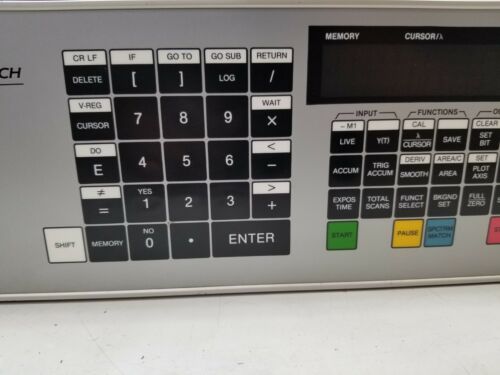 CH
CR LF IF GO TO GO SUB RETURN
DELETE [ ] LOG /
V-REG WAIT
CURSOR 7 8 9 ×
DO <
E 4 5 6 −
≠ YES >
= 1 2 3 +
NO
SHIFT MEMORY 0 . ENTER
MEMORY CURSOR/λ
INPUT FUNCTIONS
−M1 CAL CLEAR
LIVE Y(T) λ CURSOR SAVE SET BIT
DERIV AREA/C SET
ACCUM TRIG ACCUM SMOOTH AREA PLOT AXIS
EXPOS TIME TOTAL SCANS FUNCT SELECT BKGND SET FULL ZERO
START PAUSE SPCTRM MATCH